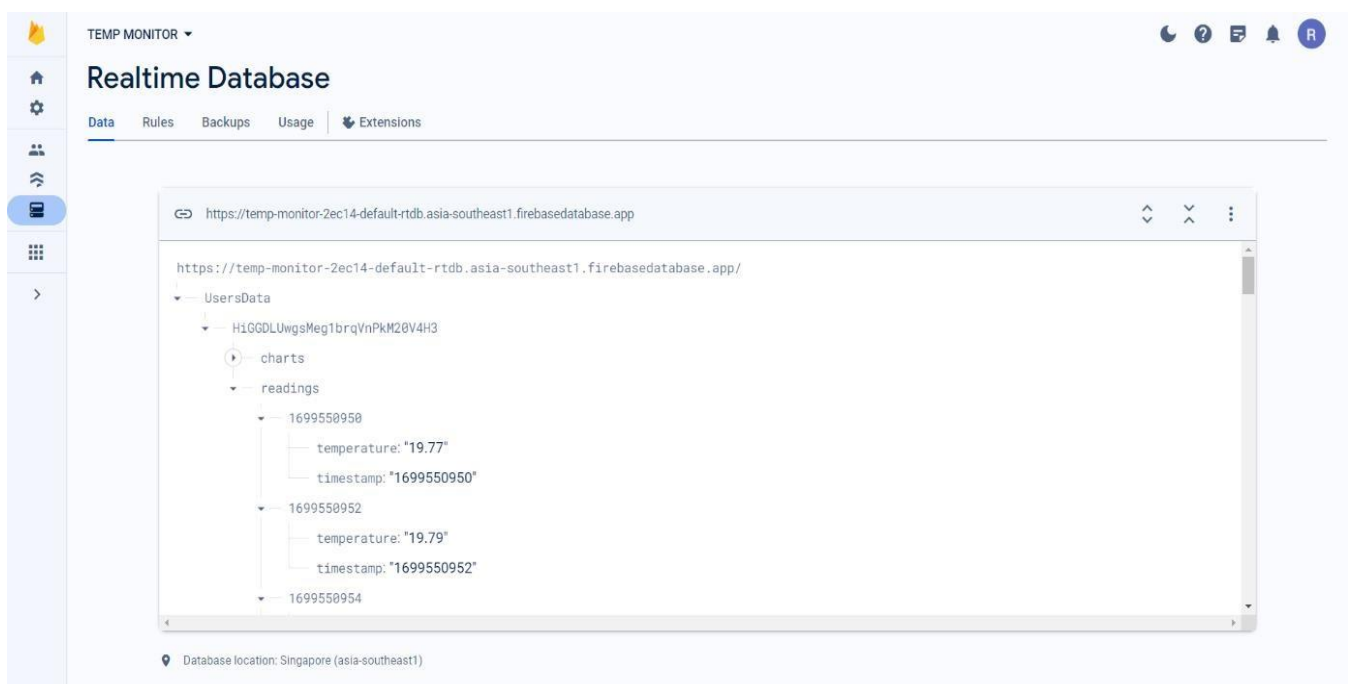 TEMP MONITOR
R
Realtime Database
Data Rules Backups Usage Extensions
https://temp-monitor-2ec14-default-rtdb.asia-southeast1.firebasedatabase.app
https://temp-monitor-2ec14-default-rtdb.asia-southeast1.firebasedatabase.app/
UsersData
HiGGDLUwgsMeg1brqVnPkM20V4H3
charts
readings
1699550950
temperature: "19.77"
timestamp: "1699550950"
1699550952
temperature: "19.79"
timestamp: "1699550952"
1699550954
Database location: Singapore (asia-southeast1)